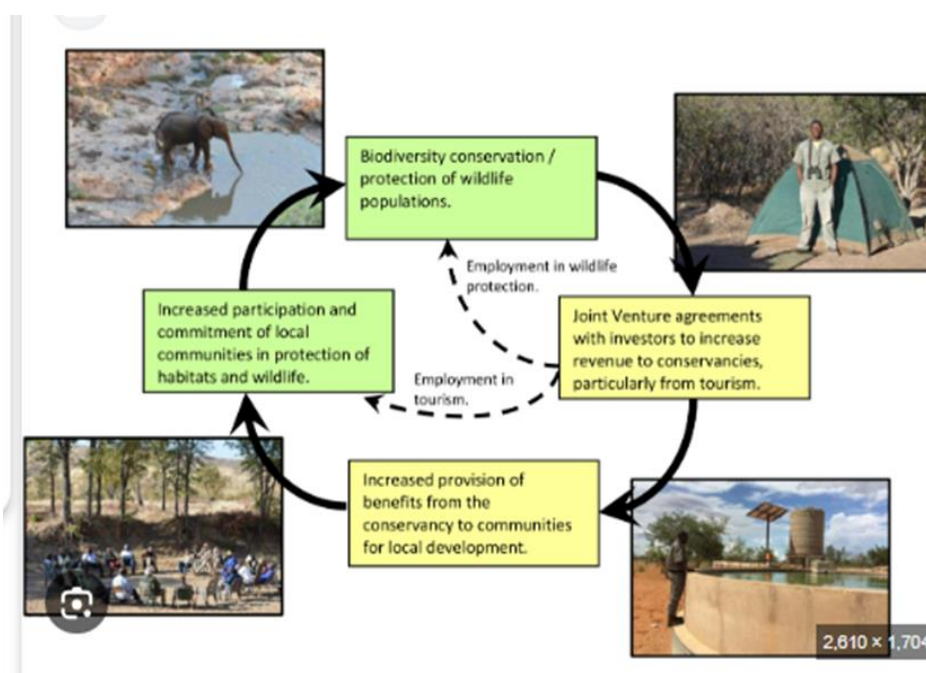 Biodiversity conservation /
protection of wildlife
populations.
Employment in wildlife
protection.
Increased participation and
commitment of local
communities in protection of
habitats and wildlife.
Joint Venture agreements
with investors to increase
revenue to conservancies,
particularly from tourism.
Employment in
tourism.
Increased provision of
benefits from the
conservancy to communities
for local development.
2,610 × 1,704